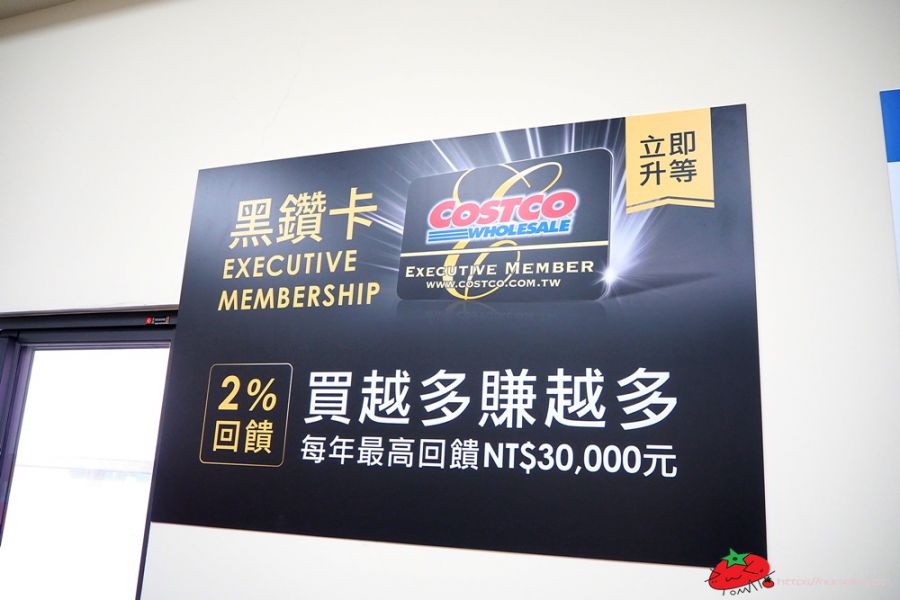 立即
升等
黑鑽卡
EXECUTIVE
MEMBERSHIP
COSTCO
WHOLESALE
EXECUTIVE MEMBER
WWW.COSTCO.COM.TW
2%
回饋
買越多賺越多
每年最高回饋NT$30,000元